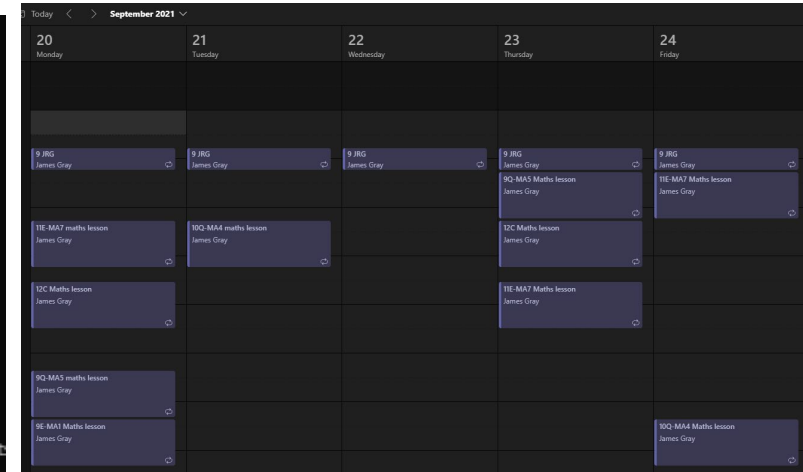 Today < > September 2021
20
Monday
21
Tuesday
22
Wednesday
23
Thursday
24
Friday
9 JRG
James Gray
9 JRG
James Gray
9 JRG
James Gray
9 JRG
James Gray
9 JRG
James Gray
9Q-MA5 Maths lesson
James Gray
11E-MA7 Maths lesson
James Gray
11E-MA7 maths lesson
James Gray
10Q-MA4 maths lesson
James Gray
12C Maths lesson
James Gray
12C Maths lesson
James Gray
11E-MA7 Maths lesson
James Gray
9Q-MA5 maths lesson
James Gray
9E-MA1 Maths lesson
James Gray
10Q-MA4 Maths lesson
James Gray